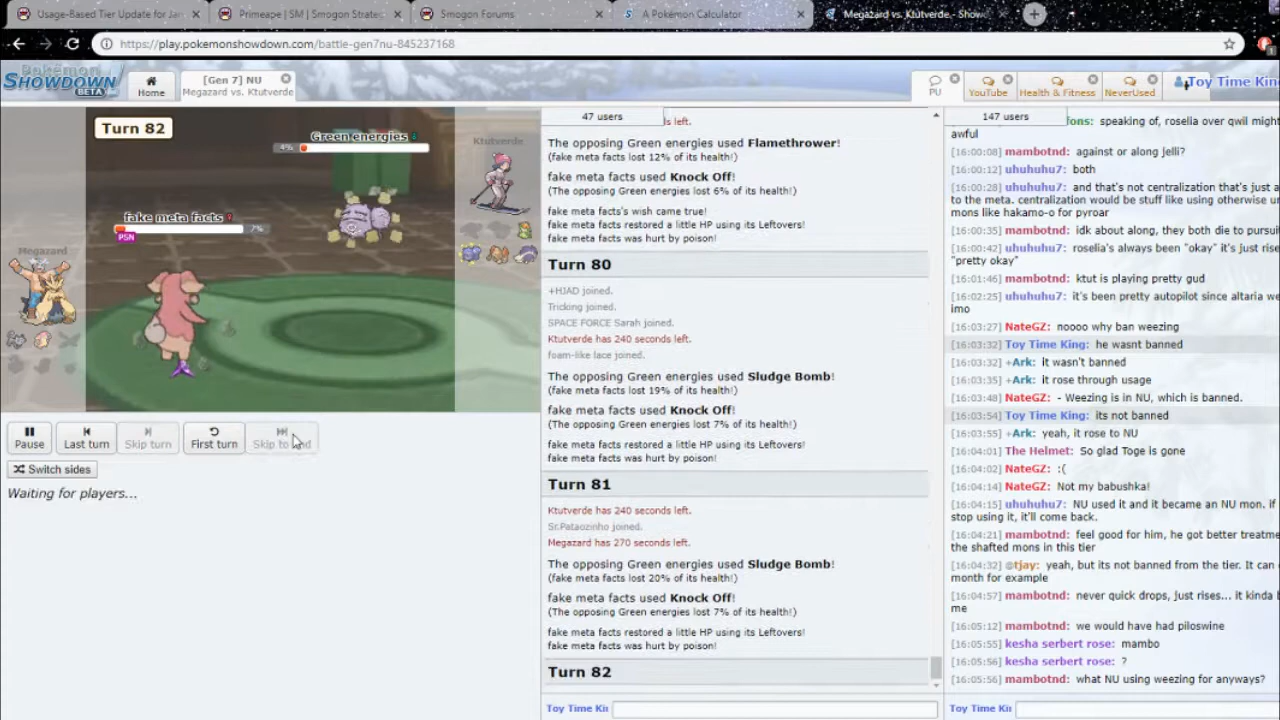 Usage-Based Tier Update for Jan
Primeape | SM | Smogon Strate
Smogon Forums
A Pokémon Calculator
Megazard vs. Ktutverde - Show
https://play.pokemonshowdown.com/battle-gen7nu-845237168
Pokémon
SHOWDOWN
BETA
Home
[Gen 7] NU
Megazard vs. Ktutverde
PU
YouTube
Health & Fitness
NeverUsed
Toy Time King
Turn 82
Green energies
4%
Ktutverde
fake meta facts
7%
PSN
Megazard
Pause
Last turn
Skip turn
First turn
Skip to end
Switch sides
Waiting for players...
47 users
s left.
The opposing Green energies used Flamethrower!
(fake meta facts lost 12% of its health!)
fake meta facts used Knock Off!
(The opposing Green energies lost 6% of its health!)
fake meta facts's wish came true!
fake meta facts restored a little HP using its Leftovers!
fake meta facts was hurt by poison!
Turn 80
+HJAD joined.
Tricking joined.
SPACE FORCE Sarah joined.
Ktutverde has 240 seconds left.
foam-like lace joined.
The opposing Green energies used Sludge Bomb!
(fake meta facts lost 19% of its health!)
fake meta facts used Knock Off!
(The opposing Green energies lost 7% of its health!)
fake meta facts restored a little HP using its Leftovers!
fake meta facts was hurt by poison!
Turn 81
Ktutverde has 240 seconds left.
Sr.Pataozinho joined.
Megazard has 270 seconds left.
The opposing Green energies used Sludge Bomb!
(fake meta facts lost 20% of its health!)
fake meta facts used Knock Off!
(The opposing Green energies lost 7% of its health!)
fake meta facts restored a little HP using its Leftovers!
fake meta facts was hurt by poison!
Turn 82
Toy Time Kin
147 users
fons: speaking of, roselia over qwil might
awful
[16:00:08] mambotnd: against or along jelli?
[16:00:12] uhuhuhu7: both
[16:00:28] uhuhuhu7: and that's not centralization that's just a
to the meta. centralization would be stuff like using otherwise u
mons like hakamo-o for pyroar
[16:00:35] mambotnd: idk about along, they both die to pursui
[16:00:42] uhuhuhu7: roselia's always been "okay" it's just rise
"pretty okay"
[16:01:46] mambotnd: ktut is playing pretty gud
[16:02:25] uhuhuhu7: it's been pretty autopilot since altaria we
imo
[16:03:27] NateGZ: noooo why ban weezing
[16:03:32] Toy Time King: he wasnt banned
[16:03:32] +Ark: it wasn't banned
[16:03:35] +Ark: it rose through usage
[16:03:48] NateGZ: - Weezing is in NU, which is banned.
[16:03:54] Toy Time King: its not banned
[16:03:55] +Ark: yeah, it rose to NU
[16:04:01] The Helmet: So glad Toge is gone
[16:04:02] NateGZ: :(
[16:04:14] NateGZ: Not my babushka!
[16:04:15] uhuhuhu7: NU used it and it became an NU mon. if
stop using it, it'll come back.
[16:04:21] mambotnd: feel good for him, he got better treatme
the shafted mons in this tier
[16:04:32] @tjay: yeah, but its not banned from the tier. It can
month for example
[16:04:57] mambotnd: never quick drops, just rises... it kinda b
me
[16:05:12] mambotnd: we would have had piloswine
[16:05:55] kesha serbert rose: mambo
[16:05:56] kesha serbert rose: ?
[16:05:56] mambotnd: what NU using weezing for anyways?
Toy Time Kin